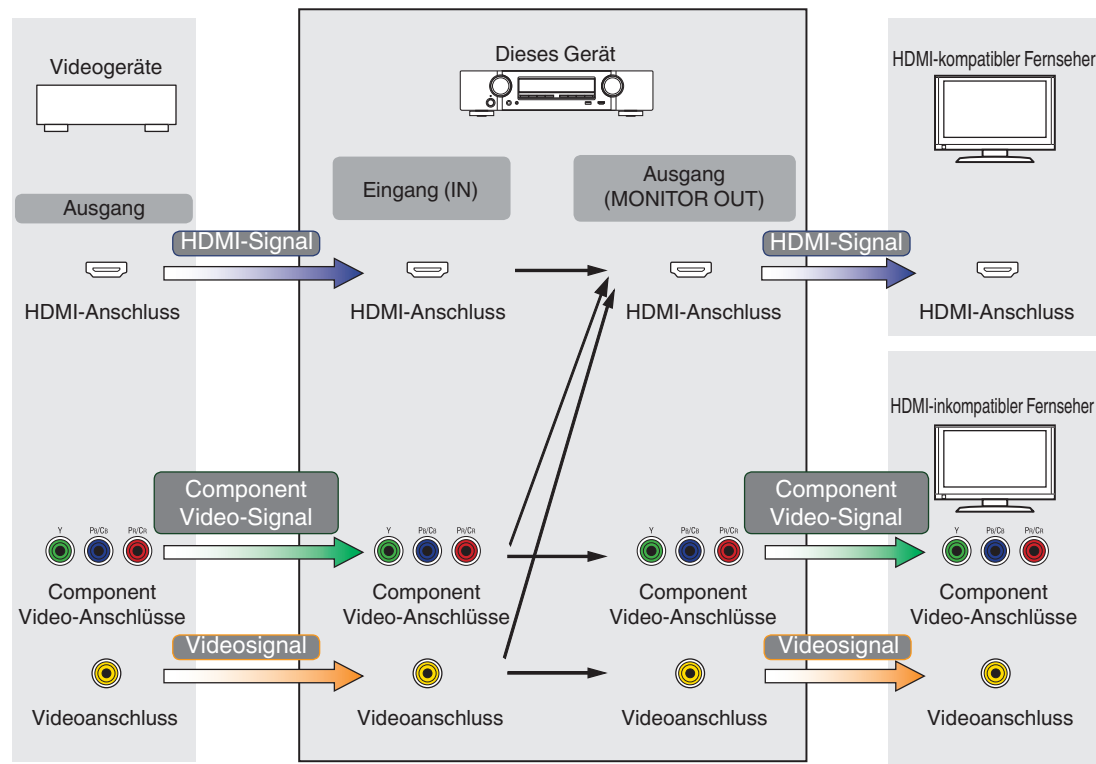 Videogeräte
Dieses Gerät
HDMI-kompatibler Fernseher
Ausgang
Eingang (IN)
Ausgang
(MONITOR OUT)
HDMI-Signal
HDMI-Signal
HDMI-Anschluss
HDMI-Anschluss
HDMI-Anschluss
HDMI-Anschluss
HDMI-inkompatibler Fernseher
Component
Video-Signal
Component
Video-Signal
Y PB/CB PR/CR
Y PB/CB PR/CR
Y PB/CB PR/CR
Y PB/CB PR/CR
Component
Video-Anschlüsse
Component
Video-Anschlüsse
Component
Video-Anschlüsse
Component
Video-Anschlüsse
Videosignal
Videosignal
Videoanschluss
Videoanschluss
Videoanschluss
Videoanschluss